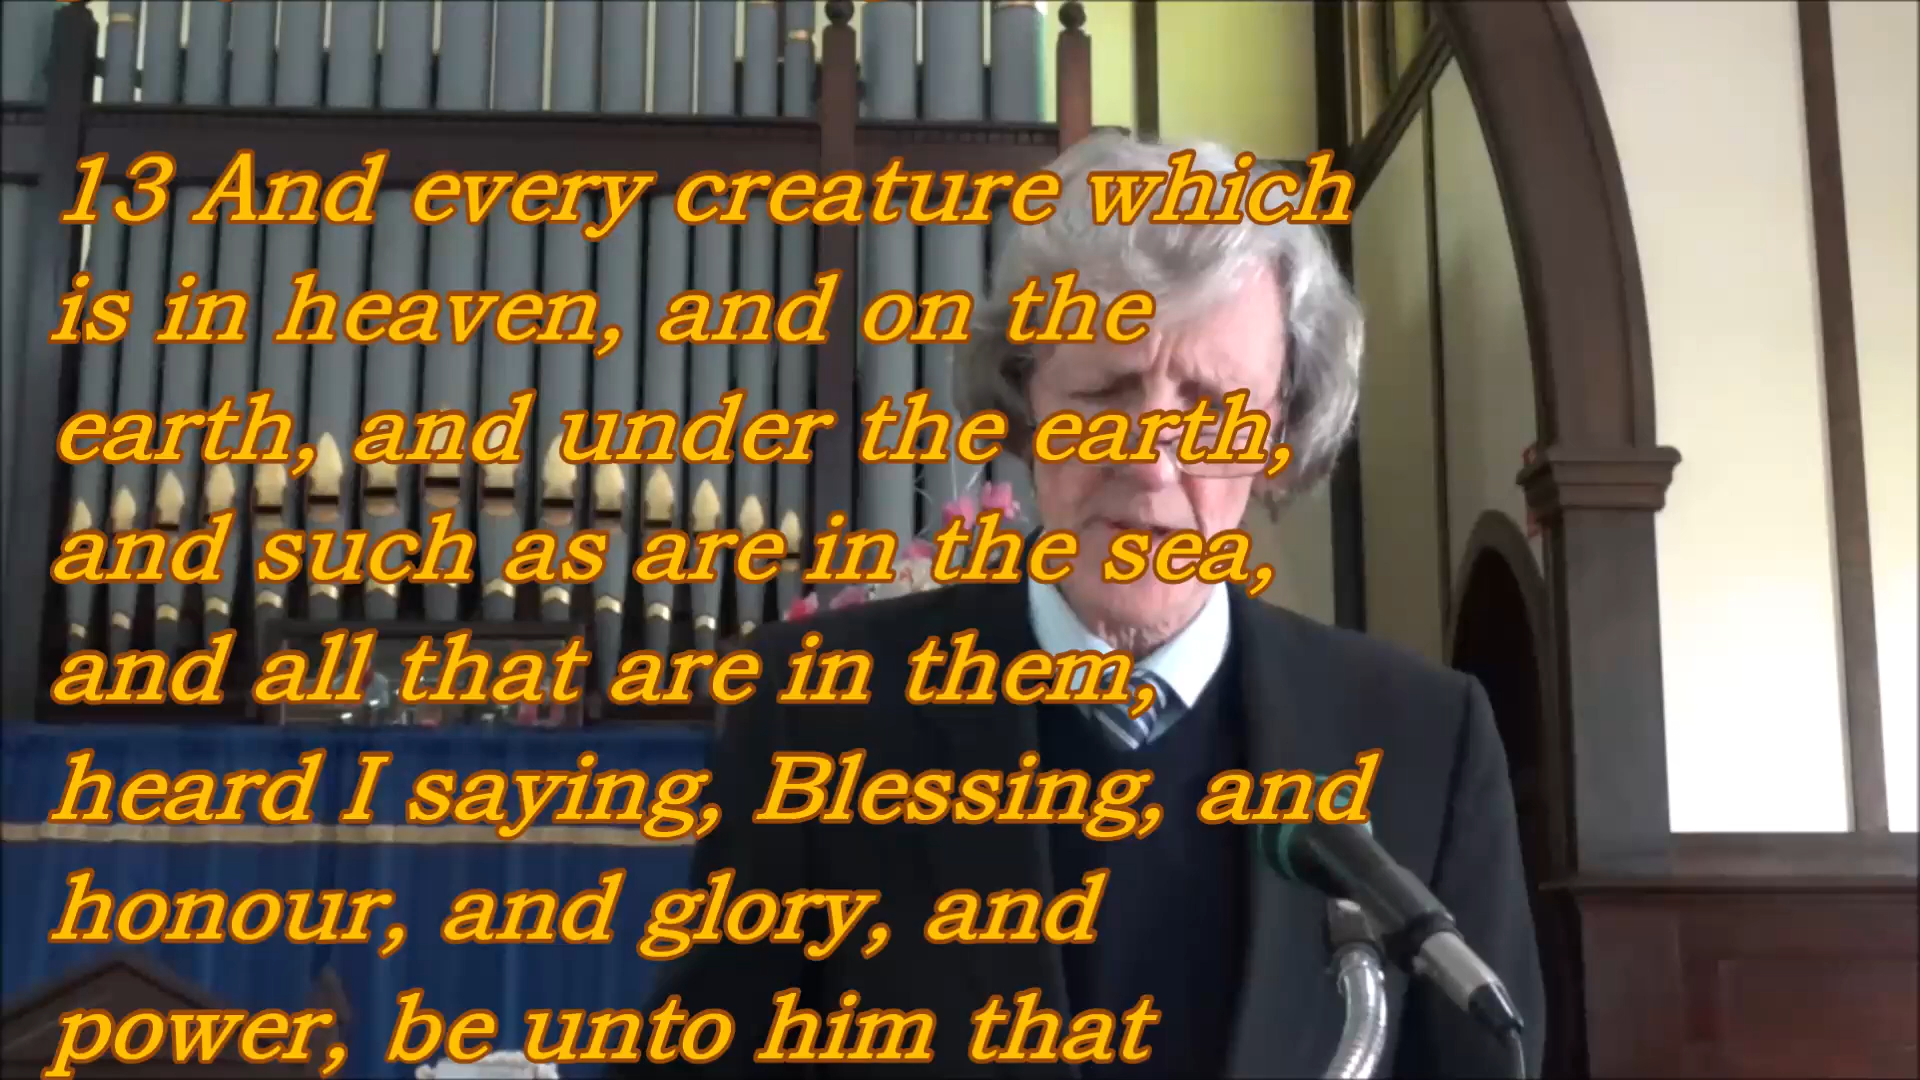 13 And every creature which
is in heaven, and on the
earth, and under the earth,
and such as are in the sea,
and all that are in them,
heard I saying, Blessing, and
honour, and glory, and
power, be unto him that